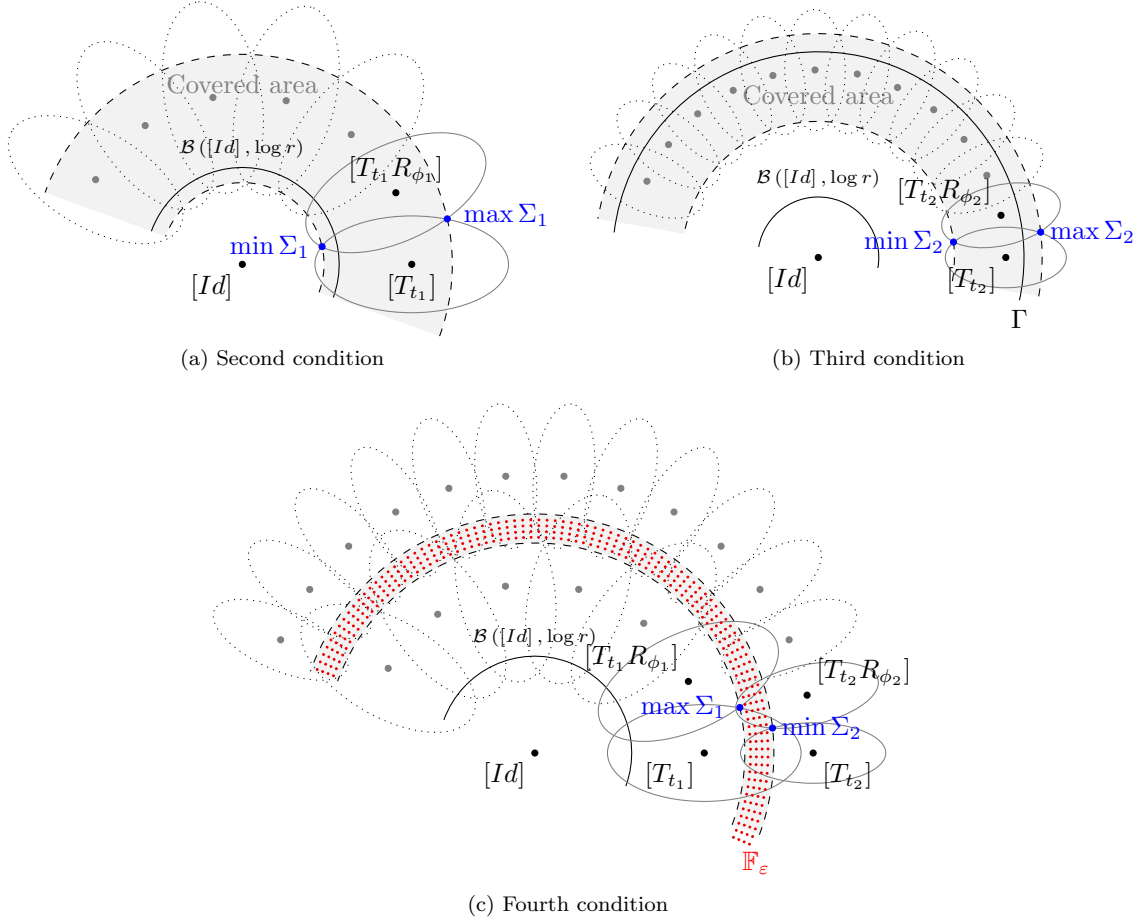 Covered area
B([Id], log r)
[T_{t_1} R_{ϕ_1}]
max Σ_1
min Σ_1
[Id]
[T_{t_1}]
(a) Second condition
Covered area
B([Id], log r)
[T_{t_2} R_{ϕ_2}]
min Σ_2
max Σ_2
[Id]
[T_{t_2}]
Γ
(b) Third condition
B([Id], log r)
[T_{t_1} R_{ϕ_1}]
[T_{t_2} R_{ϕ_2}]
max Σ_1
min Σ_2
[Id]
[T_{t_1}]
[T_{t_2}]
𝔽_ε
(c) Fourth condition